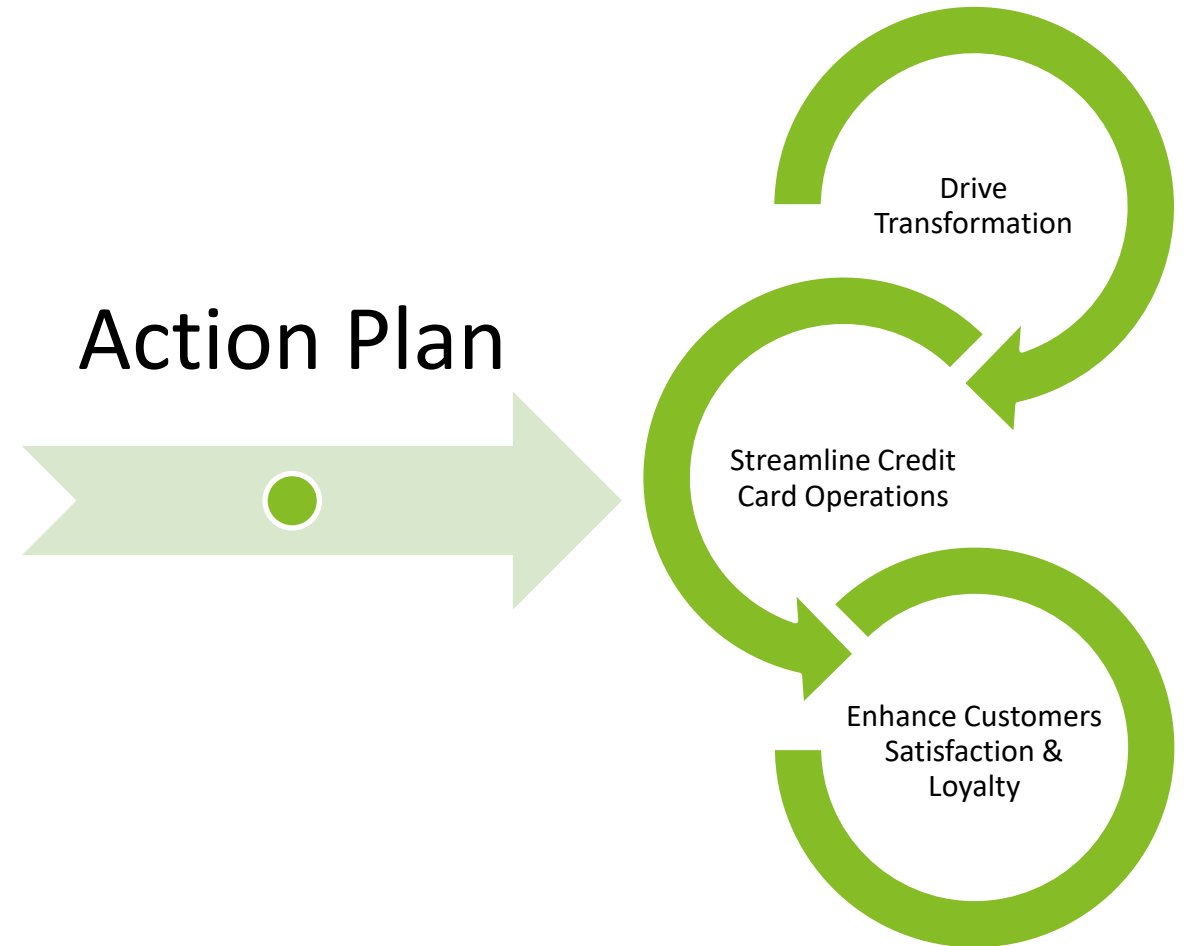 Action Plan
Drive
Transformation
Streamline Credit
Card Operations
Enhance Customers
Satisfaction &
Loyalty